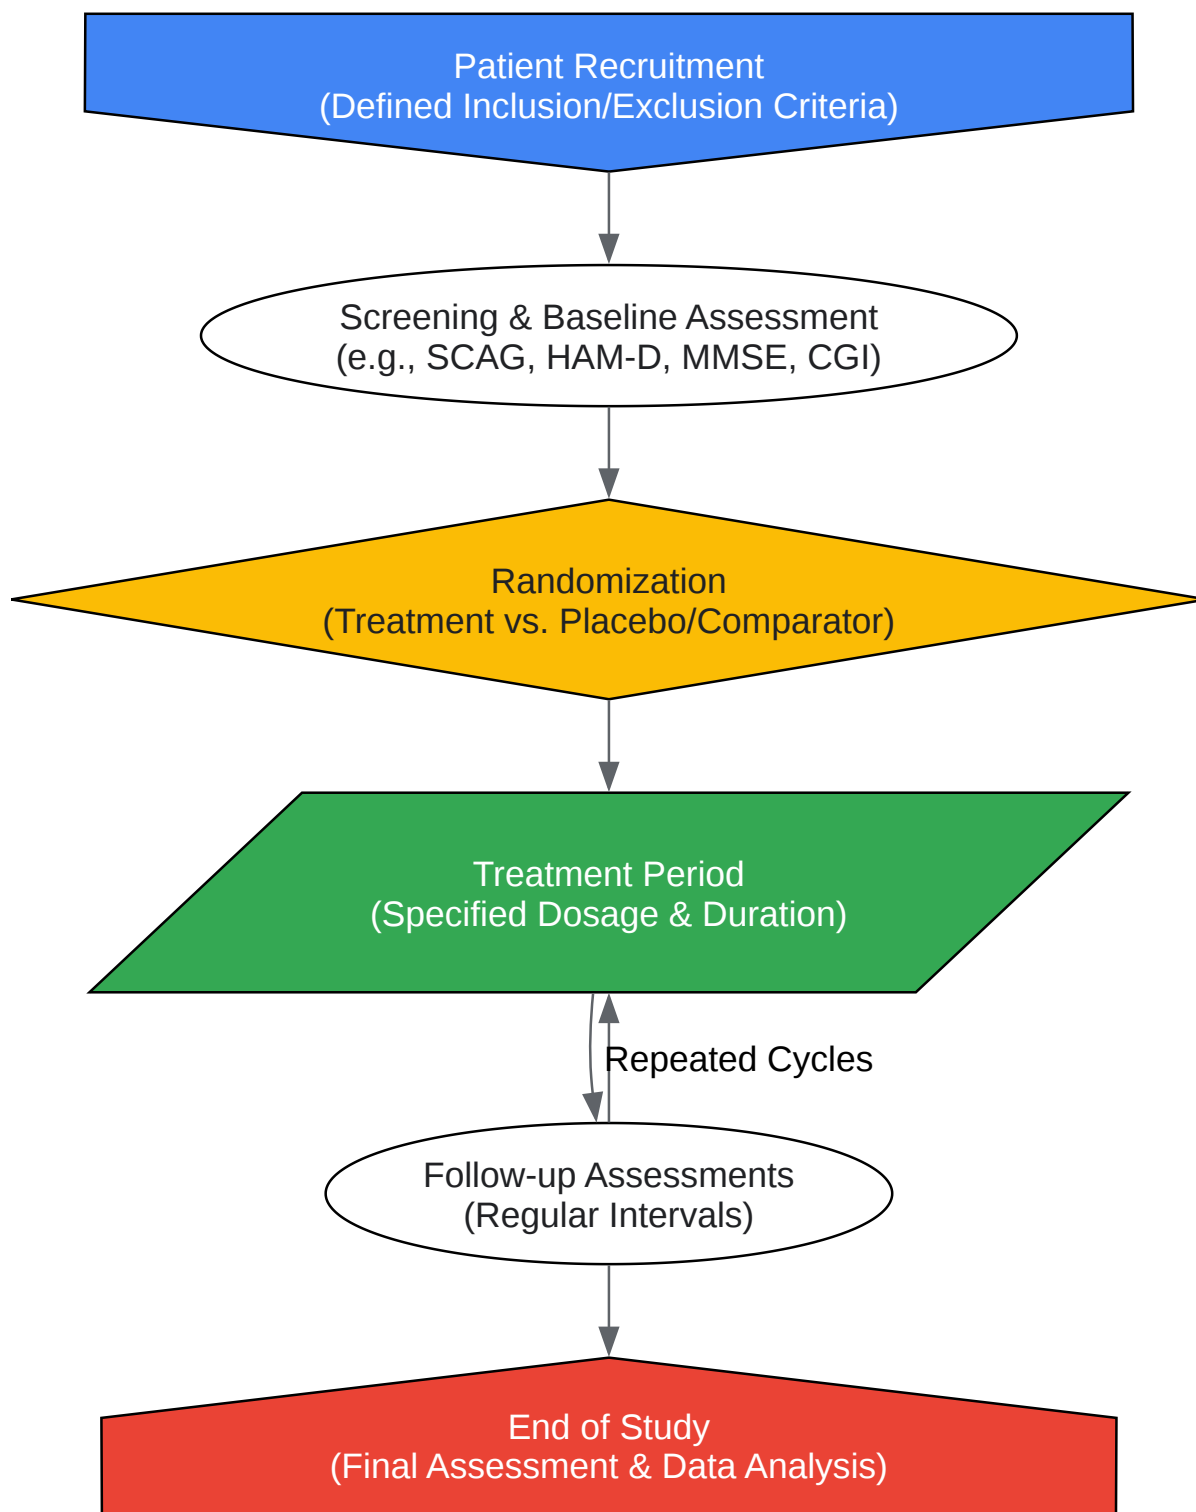 Patient Recruitment
(Defined Inclusion/Exclusion Criteria)
Screening & Baseline Assessment
(e.g., SCAG, HAM-D, MMSE, CGI)
Randomization
(Treatment vs. Placebo/Comparator)
Treatment Period
(Specified Dosage & Duration)
Repeated Cycles
Follow-up Assessments
(Regular Intervals)
End of Study
(Final Assessment & Data Analysis)